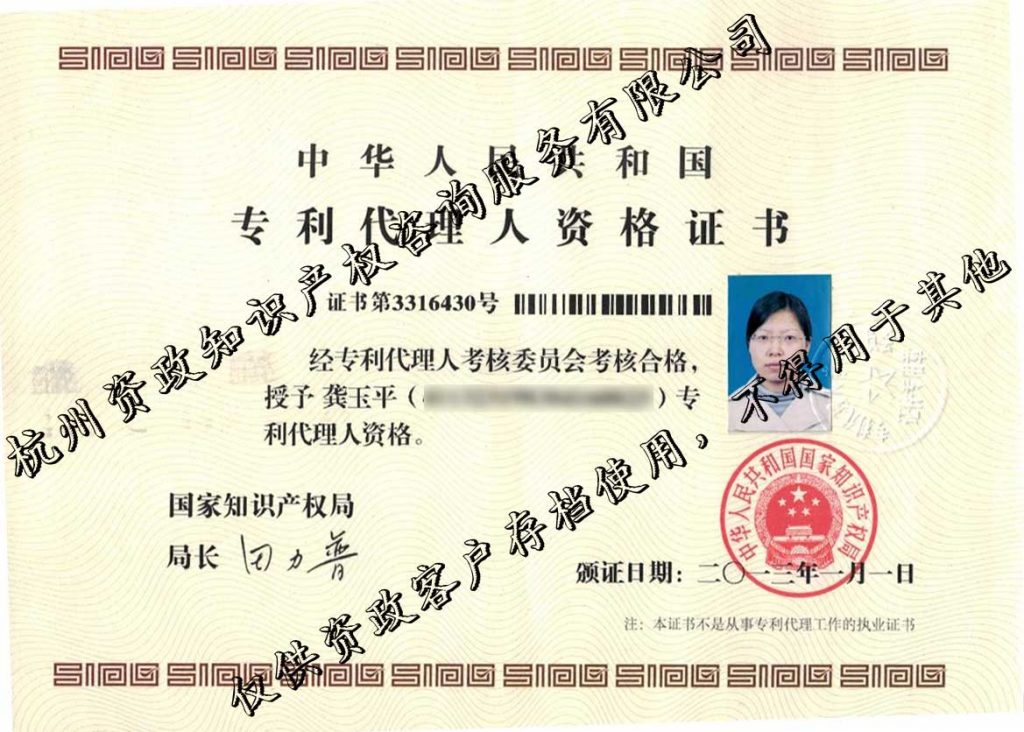 中华人民共和国
专利代理人资格证书
证书第3316430号
经专利代理人考核委员会考核合格，
授予 龚玉平（ ）专
利代理人资格。
国家知识产权局
局长 田力普
中华人民共和国国家知识产权局
颁证日期：二〇一三年一月一日
注：本证书不是从事专利代理工作的执业证书
杭州资政知识产权咨询服务有限公司
仅供资政客户存档使用，不得用于其他